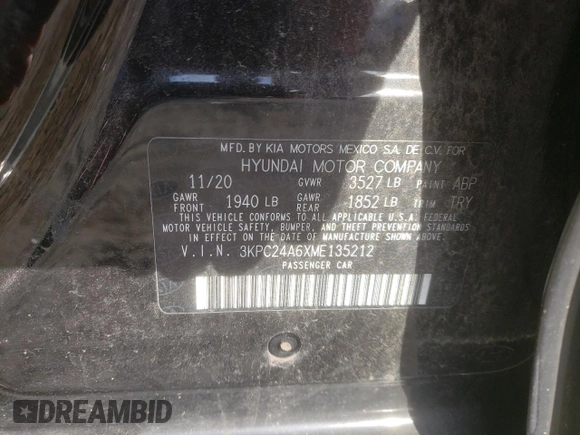 MFD. BY KIA MOTORS MEXICO S.A. DE C.V. FOR
HYUNDAI MOTOR COMPANY
11/20 GVWR 3527 LB PAINT ABP
GAWR FRONT 1940 LB GAWR REAR 1852 LB TRIM TRY
THIS VEHICLE CONFORMS TO ALL APPLICABLE U.S.A. FEDERAL
MOTOR VEHICLE SAFETY, BUMPER, AND THEFT PREVENTION STANDARDS
IN EFFECT ON THE DATE OF MANUFACTURE SHOWN ABOVE.
V.I.N. 3KPC24A6XME135212
PASSENGER CAR
DREAMBID